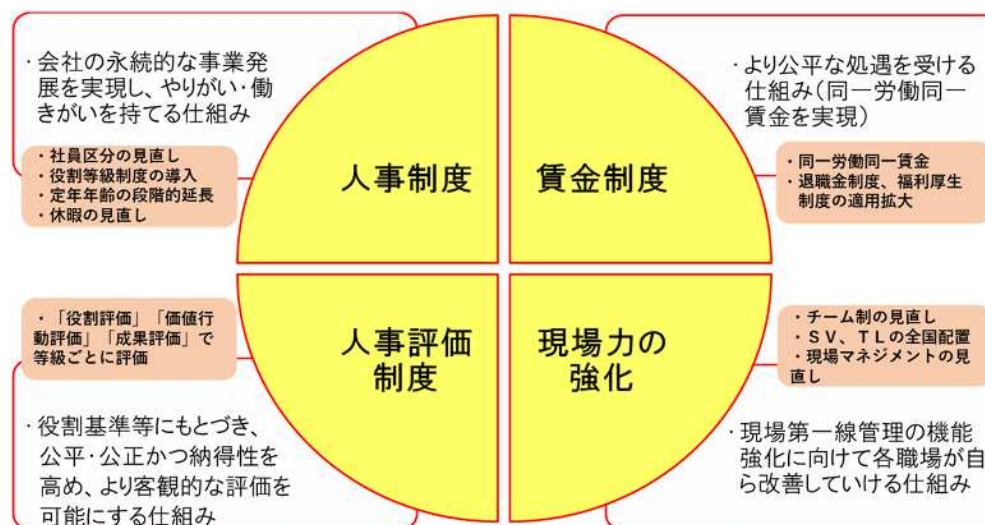 ・会社の永続的な事業発
展を実現し、やりがい・働
きがいを持てる仕組み
・社員区分の見直し
・役割等級制度の導入
・定年年齢の段階的延長
・休暇の見直し
人事制度
賃金制度
・より公平な処遇を受ける
仕組み（同一労働同一
賃金を実現）
・同一労働同一賃金
・退職金制度、福利厚生
制度の適用拡大
・「役割評価」「価値行
動評価」「成果評価」で
等級ごとに評価
・役割基準等にもとづき、
公平・公正かつ納得性を
高め、より客観的な評価を
可能にする仕組み
人事評価
制度
現場力の
強化
・チーム制の見直し
・ＳＶ、ＴＬの全国配置
・現場マネジメントの見
直し
・現場第一線管理の機能
強化に向けて各職場が自
ら改善していける仕組み